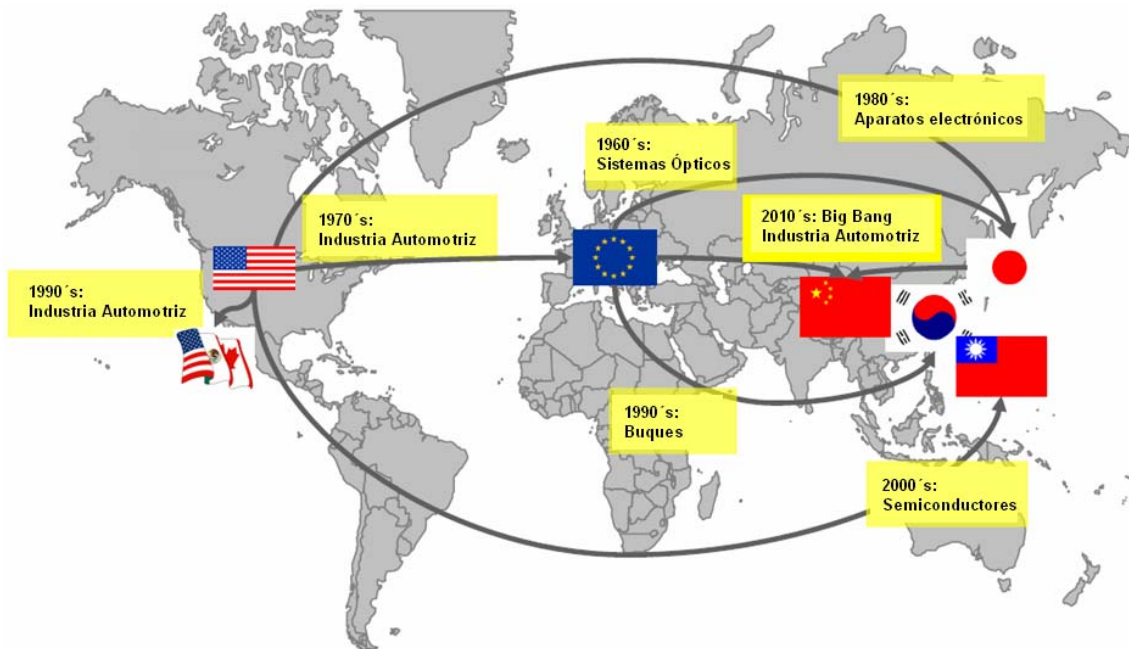 1980´s:
Aparatos electrónicos
1960´s:
Sistemas Ópticos
1970´s:
Industria Automotriz
2010´s: Big Bang
Industria Automotriz
1990´s:
Industria Automotriz
1990´s:
Buques
2000´s:
Semiconductores